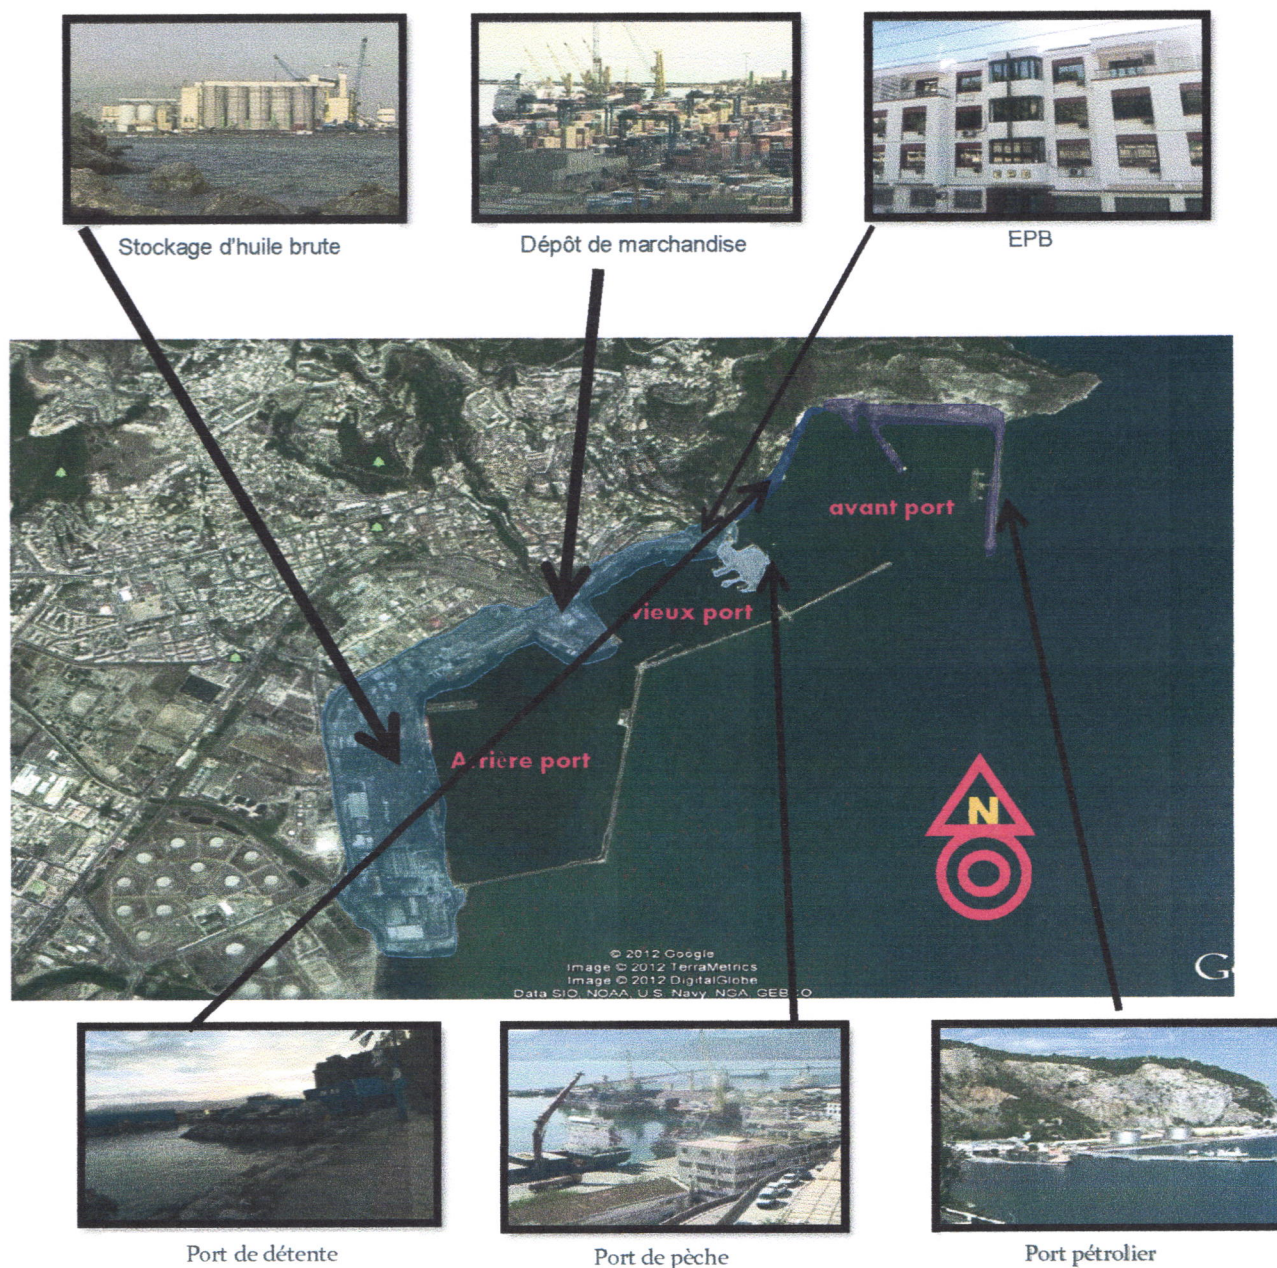 Stockage d'huile brute
Dépôt de marchandise
EPB
avant port
vieux port
Arrière port
N
© 2012 Google
Image © 2012 TerraMetrics
Image © 2012 DigitalGlobe
Data SIO, NOAA, U.S. Navy, NGA, GEBCO
G
Port de détente
Port de pèche
Port pétrolier